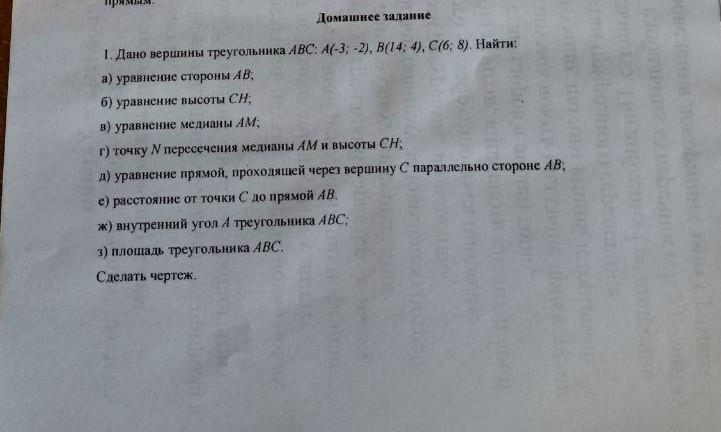 прямым.
Домашнее задание
1. Дано вершины треугольника ABC: A(-3; -2), B(14; 4), C(6; 8). Найти:
а) уравнение стороны AB;
б) уравнение высоты CH;
в) уравнение медианы AM;
г) точку N пересечения медианы AM и высоты CH;
д) уравнение прямой, проходящей через вершину C параллельно стороне AB;
е) расстояние от точки C до прямой AB.
ж) внутренний угол A треугольника ABC;
з) площадь треугольника ABC.
Сделать чертеж.